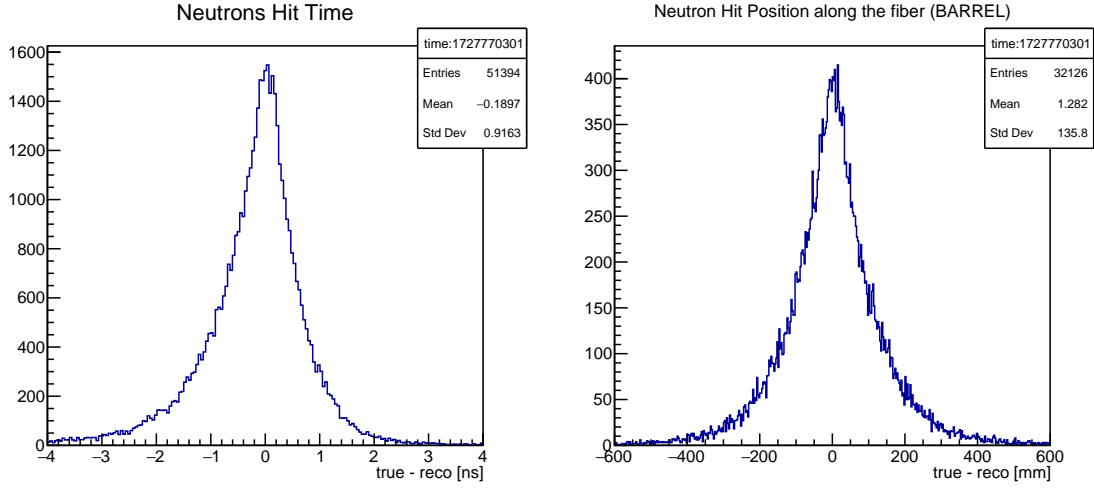 Neutrons Hit Time
time:1727770301
Entries 51394
Mean −0.1897
Std Dev 0.9163
1600
1400
1200
1000
800
600
400
200
0
−4 −3 −2 −1 0 1 2 3 4
true - reco [ns]
Neutron Hit Position along the fiber (BARREL)
time:1727770301
Entries 32126
Mean 1.282
Std Dev 135.8
400
350
300
250
200
150
100
50
0
−600 −400 −200 0 200 400 600
true - reco [mm]